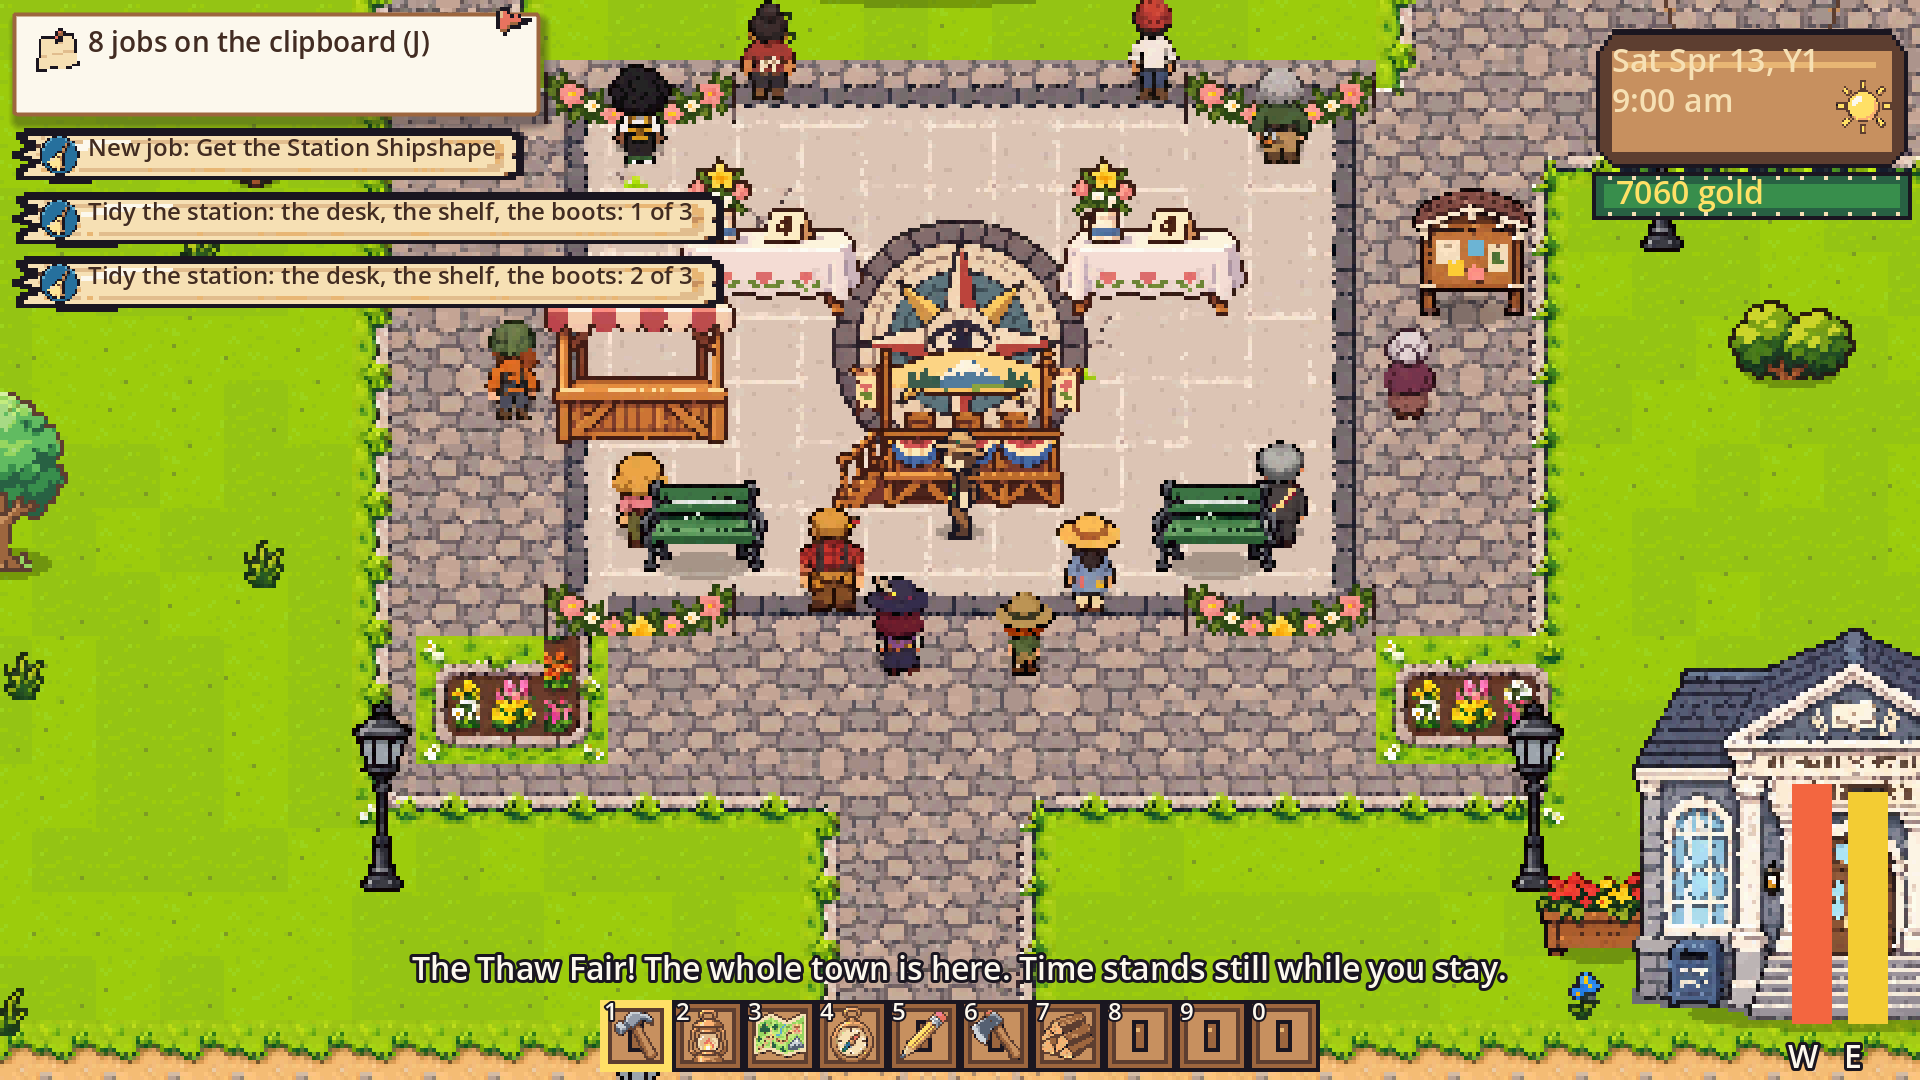 8 jobs on the clipboard (J)
New job: Get the Station Shipshape
Tidy the station: the desk, the shelf, the boots: 1 of 3
Tidy the station: the desk, the shelf, the boots: 2 of 3
Sat Spr 13, Y1
9:00 am
7060 gold
4
4
The Thaw Fair! The whole town is here. Time stands still while you stay.
1 2 3 4 5 6 7 8 9 0
W E